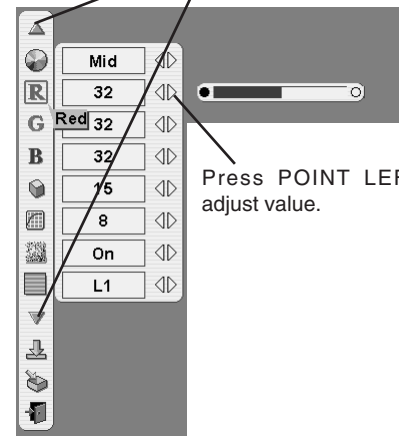 Mid
R 32
G Red 32
B 32
15
8
On
L1
Press POINT LEF
adjust value.